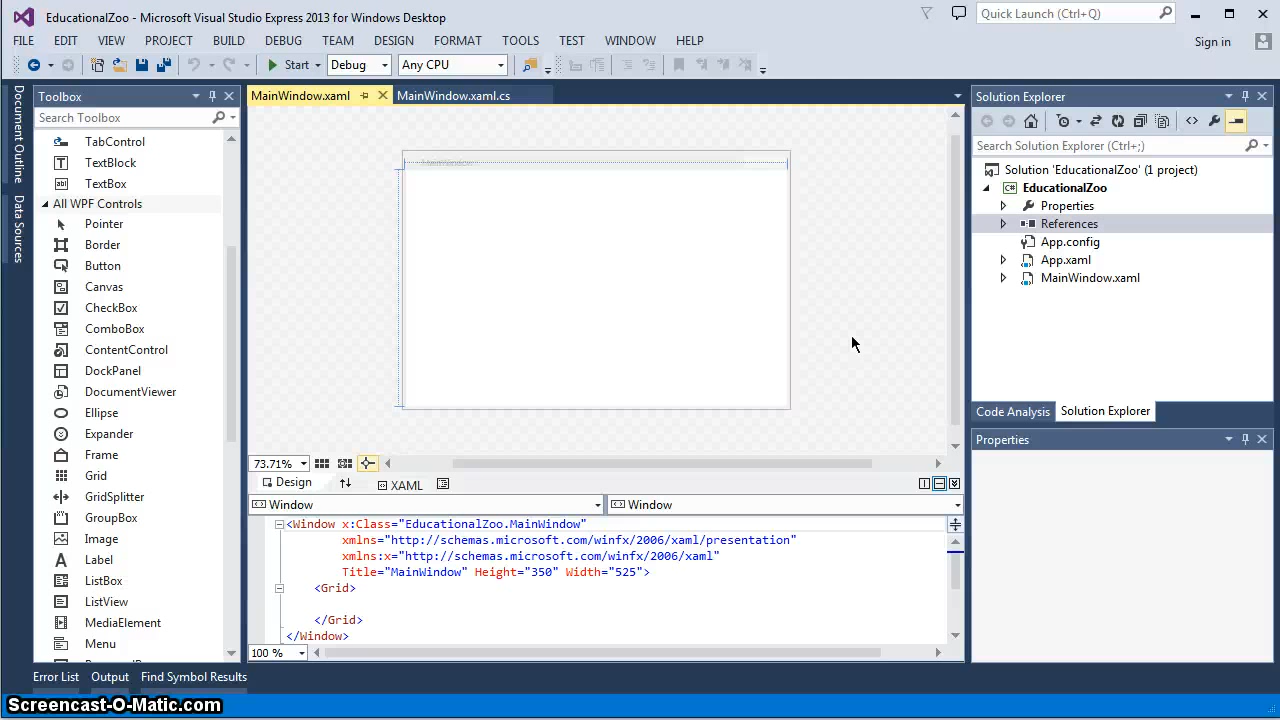 EducationalZoo - Microsoft Visual Studio Express 2013 for Windows Desktop
Quick Launch (Ctrl+Q)
FILE EDIT VIEW PROJECT BUILD DEBUG TEAM DESIGN FORMAT TOOLS TEST WINDOW HELP
Sign in
Start Debug Any CPU
Document Outline
Data Sources
Toolbox
Search Toolbox
TabControl
TextBlock
TextBox
All WPF Controls
Pointer
Border
Button
Canvas
CheckBox
ComboBox
ContentControl
DockPanel
DocumentViewer
Ellipse
Expander
Frame
Grid
GridSplitter
GroupBox
Image
Label
ListBox
ListView
MediaElement
Menu
MainWindow.xaml MainWindow.xaml.cs
MainWindow
73.71%
Design XAML
Window Window
<Window x:Class="EducationalZoo.MainWindow"
xmlns="http://schemas.microsoft.com/winfx/2006/xaml/presentation"
xmlns:x="http://schemas.microsoft.com/winfx/2006/xaml"
Title="MainWindow" Height="350" Width="525">
<Grid>
</Grid>
</Window>
100 %
Solution Explorer
Search Solution Explorer (Ctrl+;)
Solution 'EducationalZoo' (1 project)
C# EducationalZoo
Properties
References
App.config
App.xaml
MainWindow.xaml
Code Analysis Solution Explorer
Properties
Error List Output Find Symbol Results
Screencast-O-Matic.com